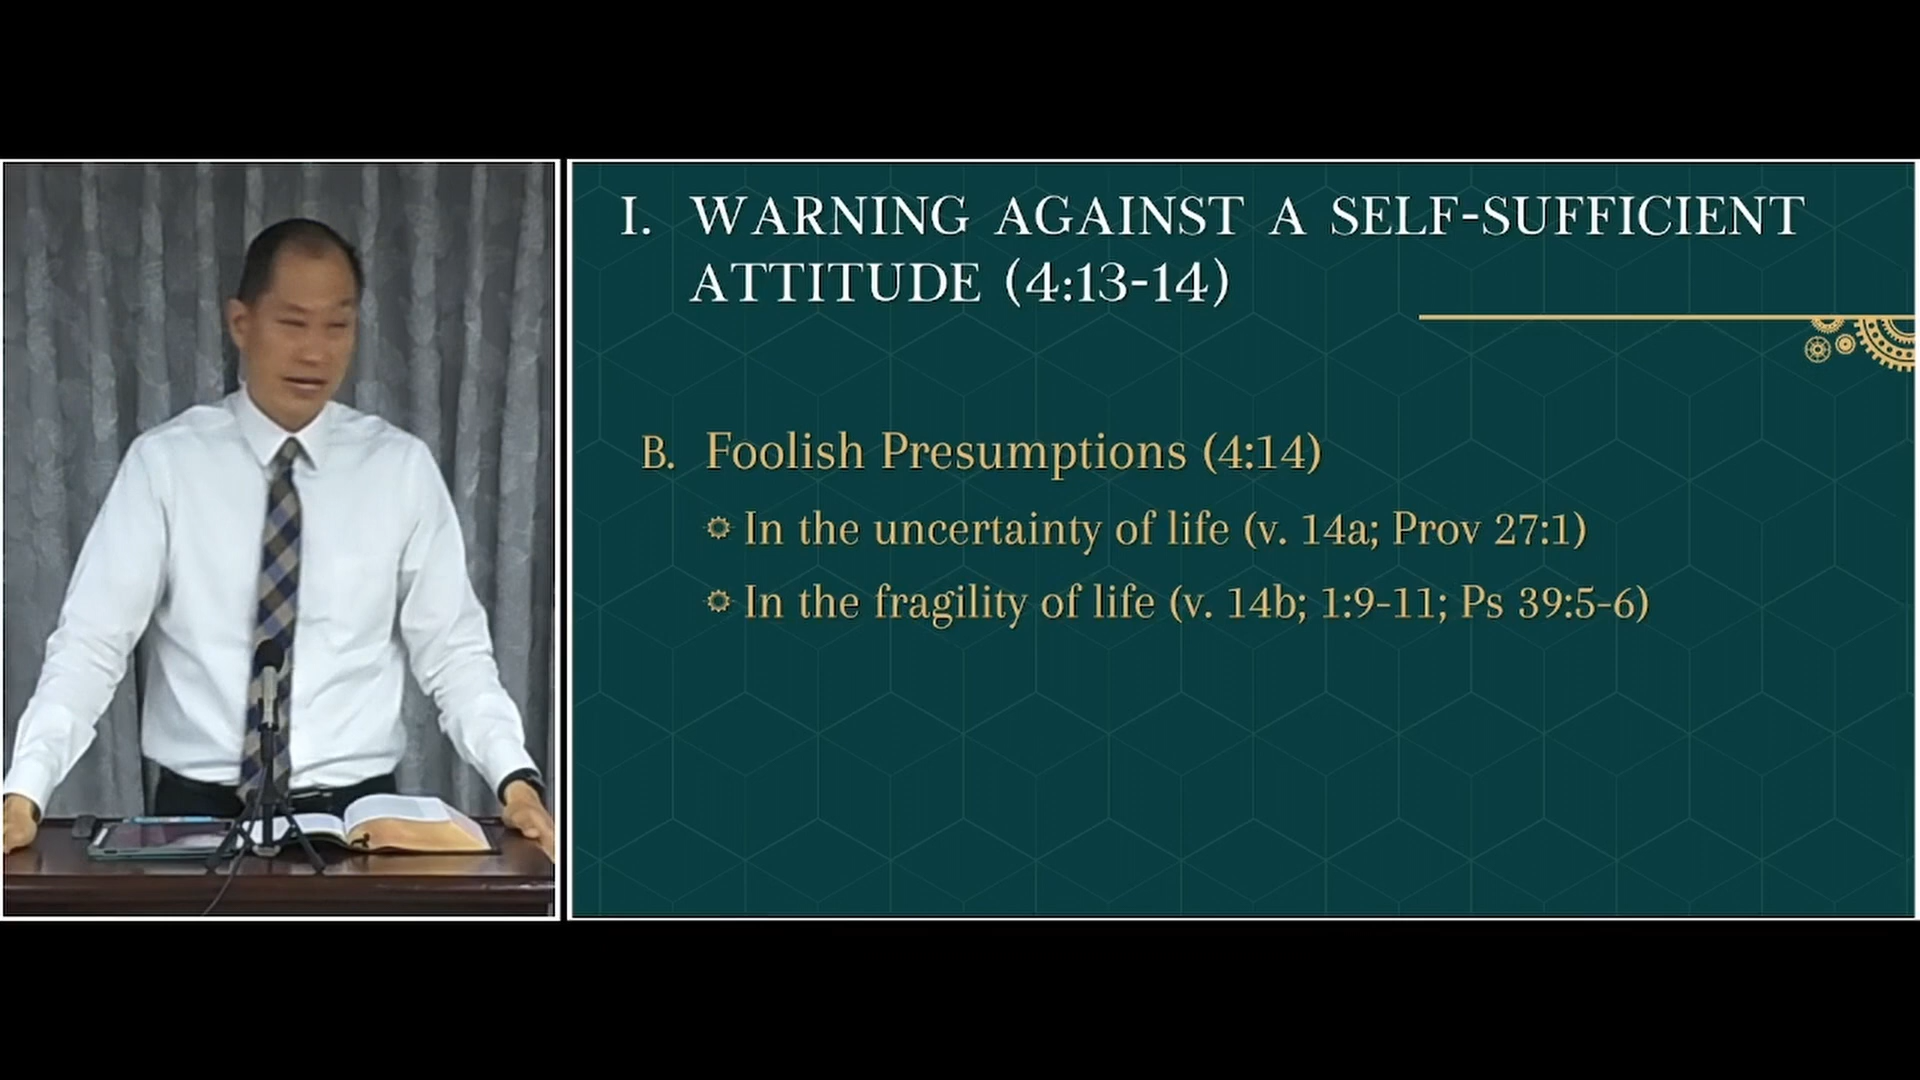 I. WARNING AGAINST A SELF-SUFFICIENT
ATTITUDE (4:13-14)
B. Foolish Presumptions (4:14)
In the uncertainty of life (v. 14a; Prov 27:1)
In the fragility of life (v. 14b; 1:9-11; Ps 39:5-6)